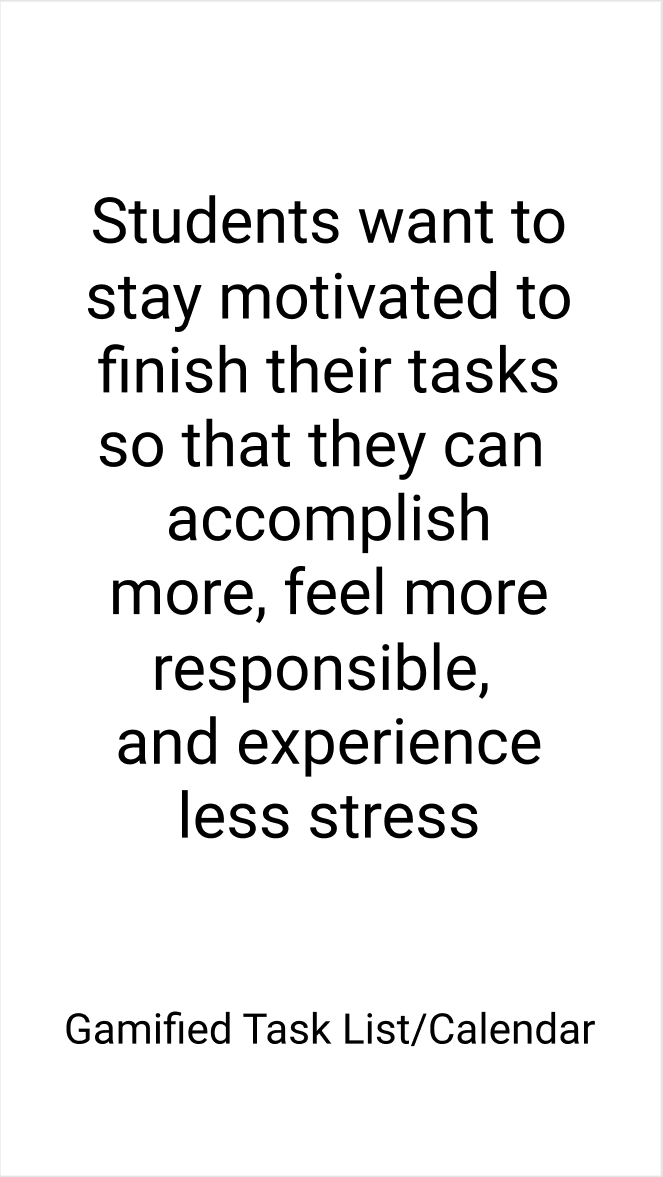 Students want to
stay motivated to
finish their tasks
so that they can
accomplish
more, feel more
responsible,
and experience
less stress
Gamified Task List/Calendar